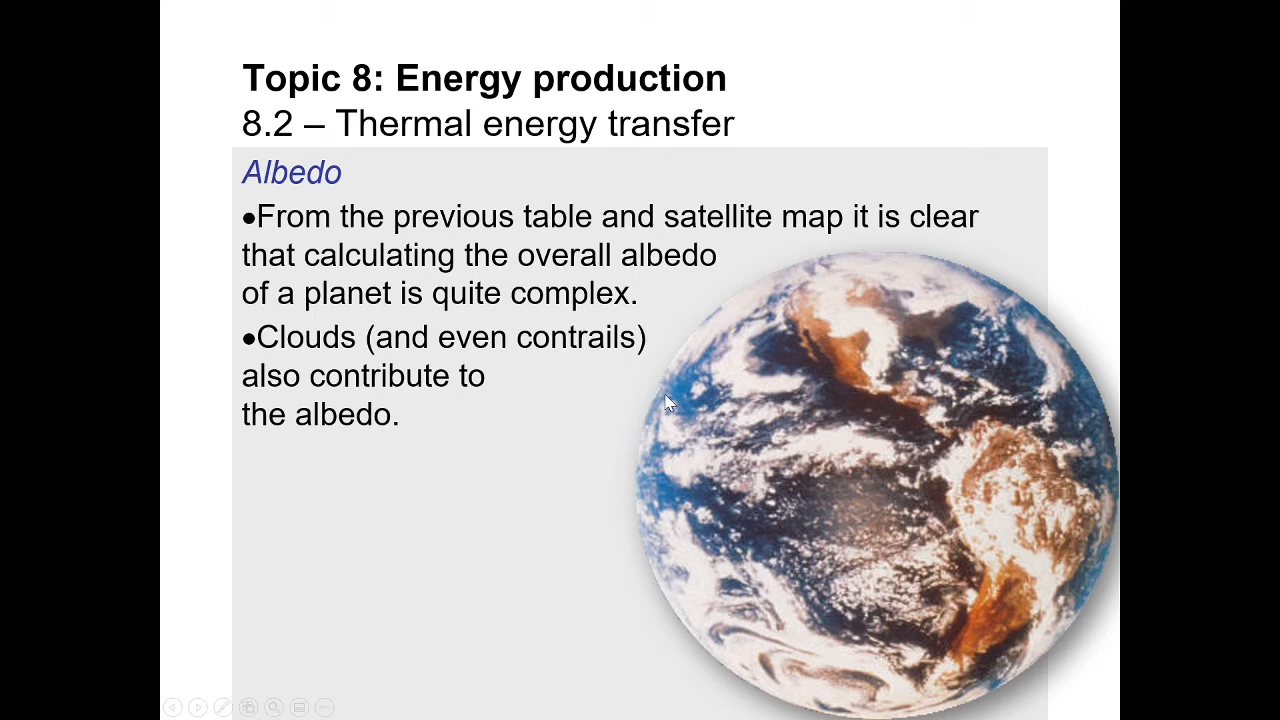 Topic 8: Energy production
8.2 – Thermal energy transfer
Albedo
•From the previous table and satellite map it is clear
that calculating the overall albedo
of a planet is quite complex.
•Clouds (and even contrails)
also contribute to
the albedo.